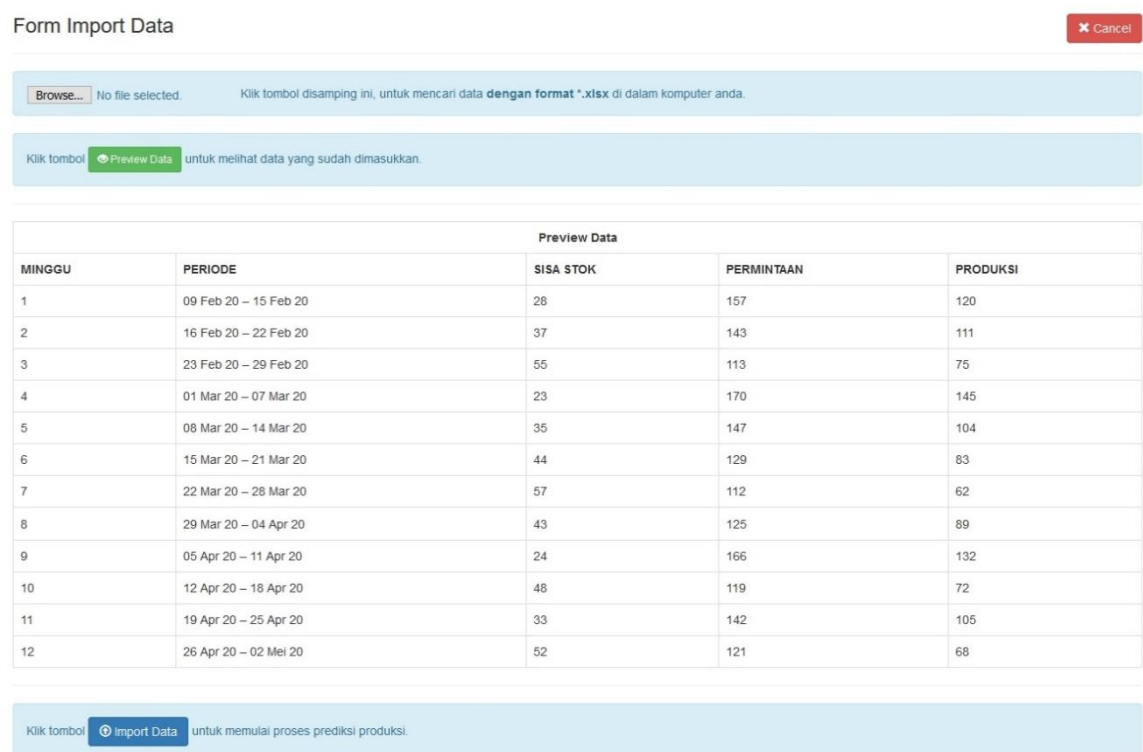 Form Import Data
Cancel
Browse... No file selected. Klik tombol disamping ini, untuk mencari data dengan format *.xlsx di dalam komputer anda.
Klik tombol Preview Data untuk melihat data yang sudah dimasukkan.
Preview Data
MINGGU PERIODE SISA STOK PERMINTAAN PRODUKSI
1 09 Feb 20 – 15 Feb 20 28 157 120
2 16 Feb 20 – 22 Feb 20 37 143 111
3 23 Feb 20 – 29 Feb 20 55 113 75
4 01 Mar 20 – 07 Mar 20 23 170 145
5 08 Mar 20 – 14 Mar 20 35 147 104
6 15 Mar 20 – 21 Mar 20 44 129 83
7 22 Mar 20 – 28 Mar 20 57 112 62
8 29 Mar 20 – 04 Apr 20 43 125 89
9 05 Apr 20 – 11 Apr 20 24 166 132
10 12 Apr 20 – 18 Apr 20 48 119 72
11 19 Apr 20 – 25 Apr 20 33 142 105
12 26 Apr 20 – 02 Mei 20 52 121 68
Klik tombol Import Data untuk memulai proses prediksi produksi.